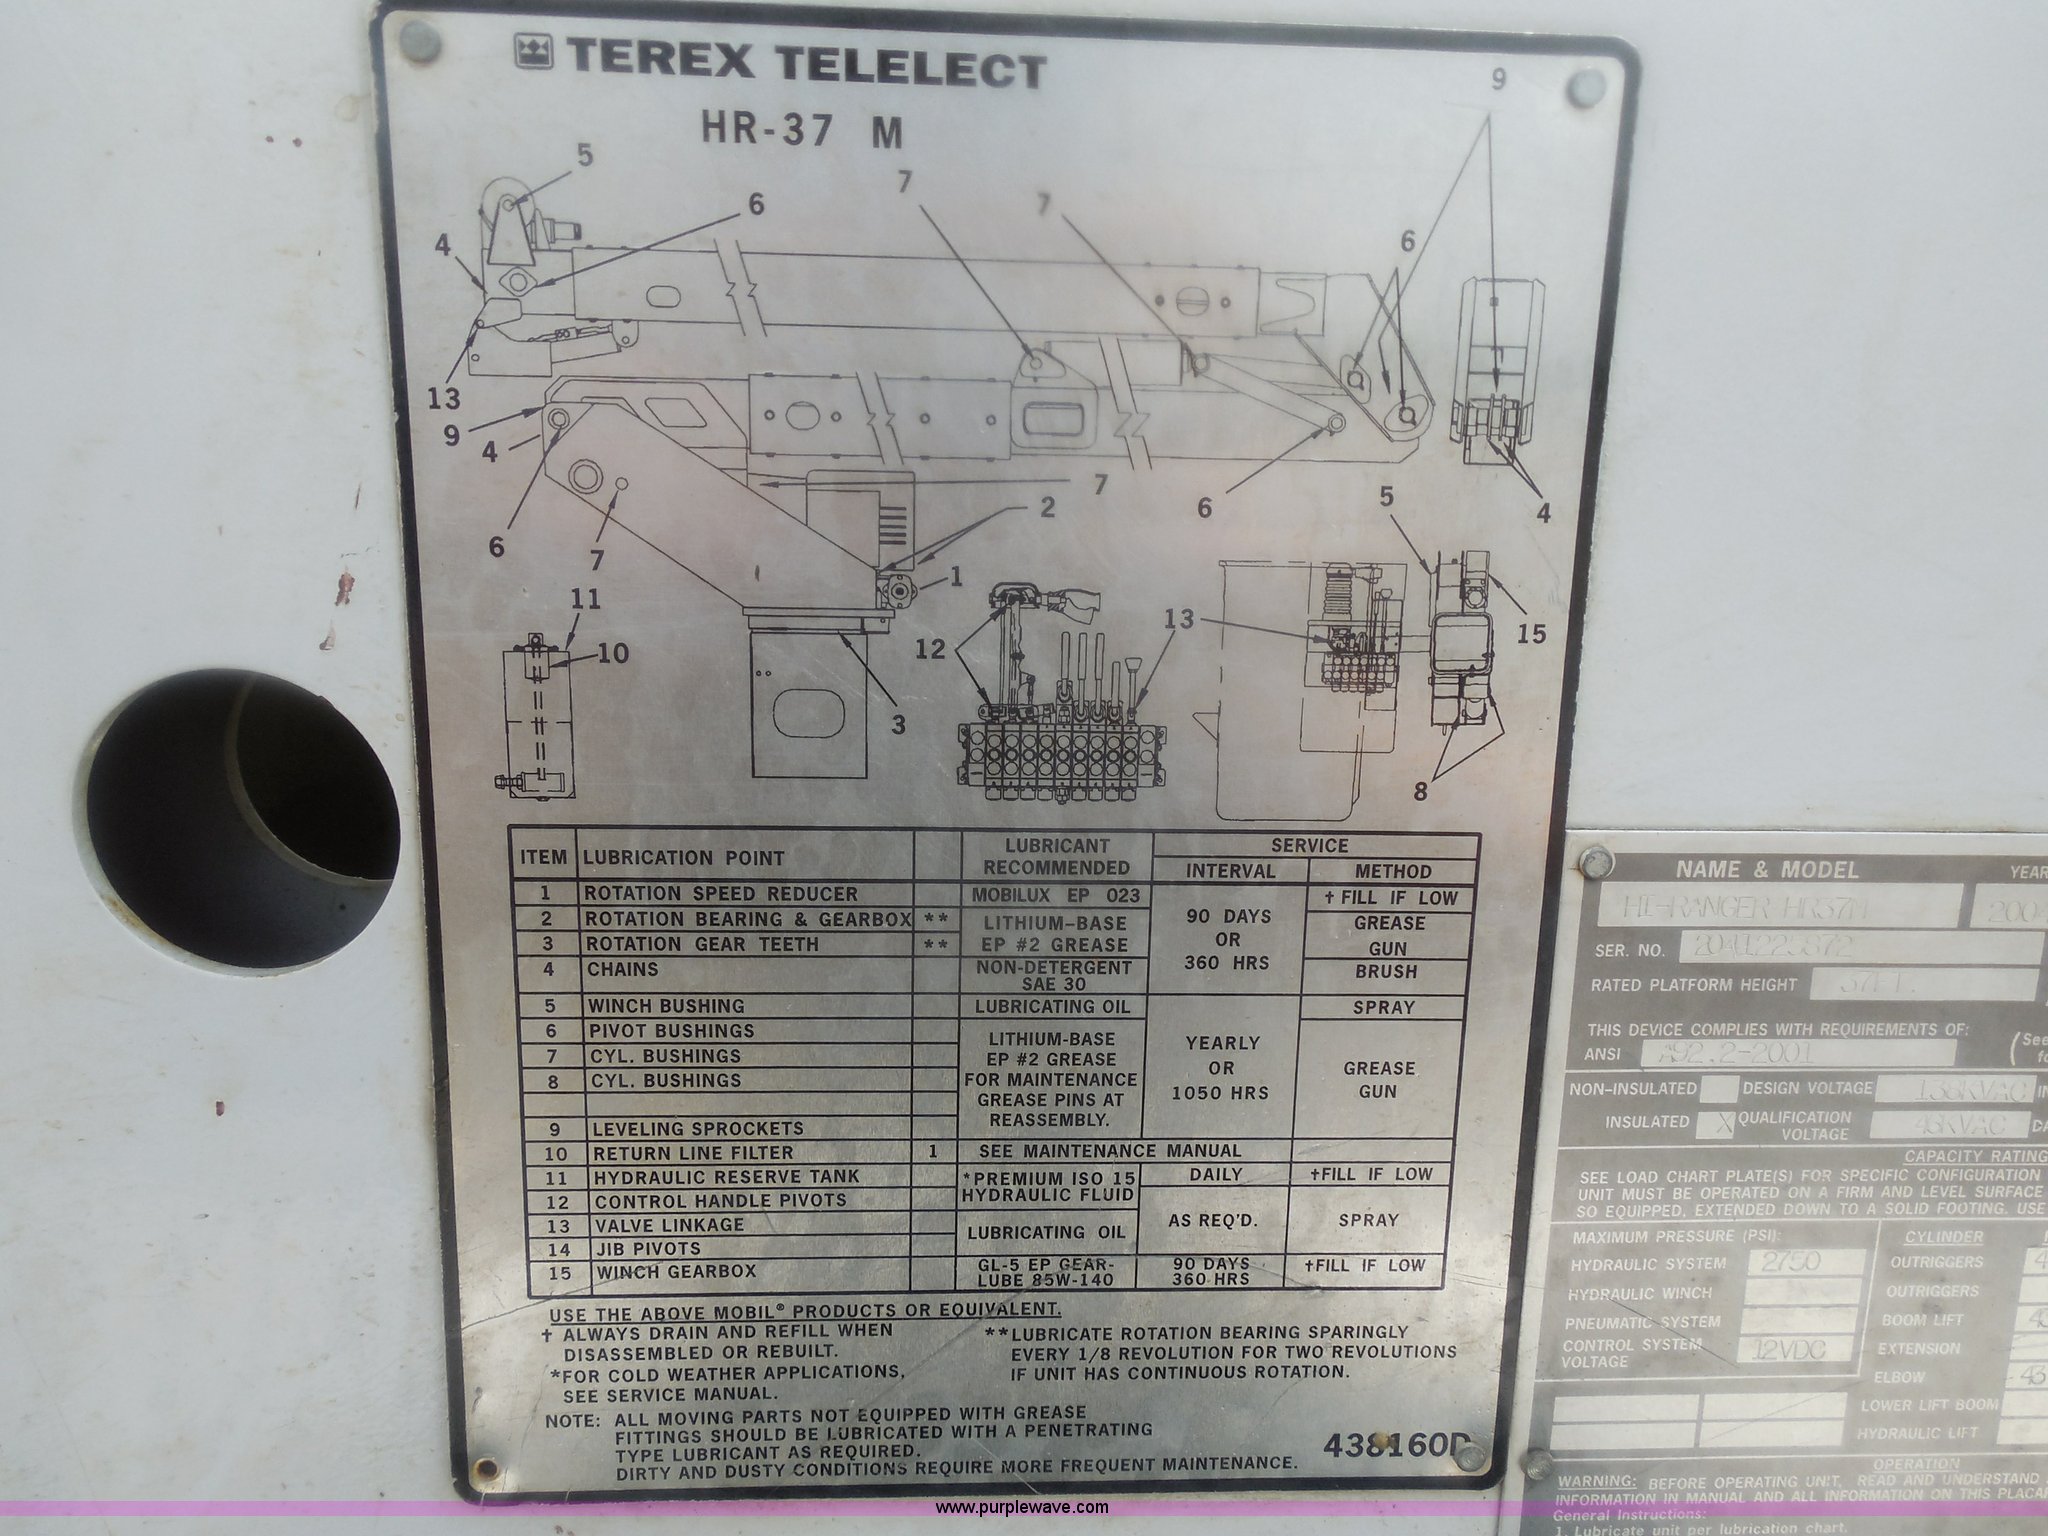 TEREX TELELECT
HR-37 M
9
5
7
6
7
4
6
13
9
4
7
5
2
6
4
6
7
1
11
12
13
15
10
3
8
ITEM LUBRICATION POINT LUBRICANT RECOMMENDED SERVICE
INTERVAL METHOD
1 ROTATION SPEED REDUCER MOBILUX EP 023 † FILL IF LOW
2 ROTATION BEARING & GEARBOX ** LITHIUM-BASE 90 DAYS GREASE
3 ROTATION GEAR TEETH ** EP #2 GREASE OR GUN
4 CHAINS NON-DETERGENT SAE 30 360 HRS BRUSH
5 WINCH BUSHING LUBRICATING OIL SPRAY
6 PIVOT BUSHINGS LITHIUM-BASE YEARLY
7 CYL. BUSHINGS EP #2 GREASE OR GREASE
8 CYL. BUSHINGS FOR MAINTENANCE 1050 HRS GUN
GREASE PINS AT
9 LEVELING SPROCKETS REASSEMBLY.
10 RETURN LINE FILTER 1 SEE MAINTENANCE MANUAL
11 HYDRAULIC RESERVE TANK *PREMIUM ISO 15 DAILY †FILL IF LOW
12 CONTROL HANDLE PIVOTS HYDRAULIC FLUID
13 VALVE LINKAGE LUBRICATING OIL AS REQ'D. SPRAY
14 JIB PIVOTS
15 WINCH GEARBOX GL-5 EP GEAR-LUBE 85W-140 90 DAYS 360 HRS †FILL IF LOW
USE THE ABOVE MOBIL® PRODUCTS OR EQUIVALENT.
† ALWAYS DRAIN AND REFILL WHEN
DISASSEMBLED OR REBUILT.
*FOR COLD WEATHER APPLICATIONS,
SEE SERVICE MANUAL.
**LUBRICATE ROTATION BEARING SPARINGLY
EVERY 1/8 REVOLUTION FOR TWO REVOLUTIONS
IF UNIT HAS CONTINUOUS ROTATION.
NOTE: ALL MOVING PARTS NOT EQUIPPED WITH GREASE
FITTINGS SHOULD BE LUBRICATED WITH A PENETRATING
TYPE LUBRICANT AS REQUIRED.
DIRTY AND DUSTY CONDITIONS REQUIRE MORE FREQUENT MAINTENANCE.
438160D
NAME & MODEL YEAR
HI-RANGER HR37M 2004
SER. NO. 2041225872
RATED PLATFORM HEIGHT 37FT.
THIS DEVICE COMPLIES WITH REQUIREMENTS OF:
ANSI A92.2-2001 (See
NON-INSULATED DESIGN VOLTAGE 138KVAC
INSULATED X QUALIFICATION VOLTAGE 46KVAC
CAPACITY RATING
SEE LOAD CHART PLATE(S) FOR SPECIFIC CONFIGURATION
UNIT MUST BE OPERATED ON A FIRM AND LEVEL SURFACE
SO EQUIPPED, EXTENDED DOWN TO A SOLID FOOTING. USE
MAXIMUM PRESSURE (PSI): CYLINDER
HYDRAULIC SYSTEM 2750 OUTRIGGERS
HYDRAULIC WINCH OUTRIGGERS
PNEUMATIC SYSTEM BOOM LIFT
CONTROL SYSTEM VOLTAGE 12VDC EXTENSION
ELBOW 43
LOWER LIFT BOOM
HYDRAULIC LIFT
OPERATION
WARNING: BEFORE OPERATING UNIT, READ AND UNDERSTAND
INFORMATION IN MANUAL AND ALL INFORMATION ON THIS PLACAR
General Instructions:
1. Lubricate unit per lubrication chart.
www.purplewave.com